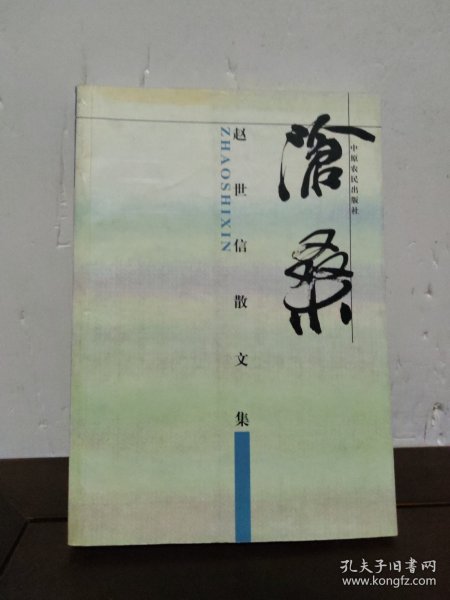 滄桑
中原农民出版社
赵世信散文集
ZHAOSHIXIN
孔夫子旧书网
www.kongfz.com